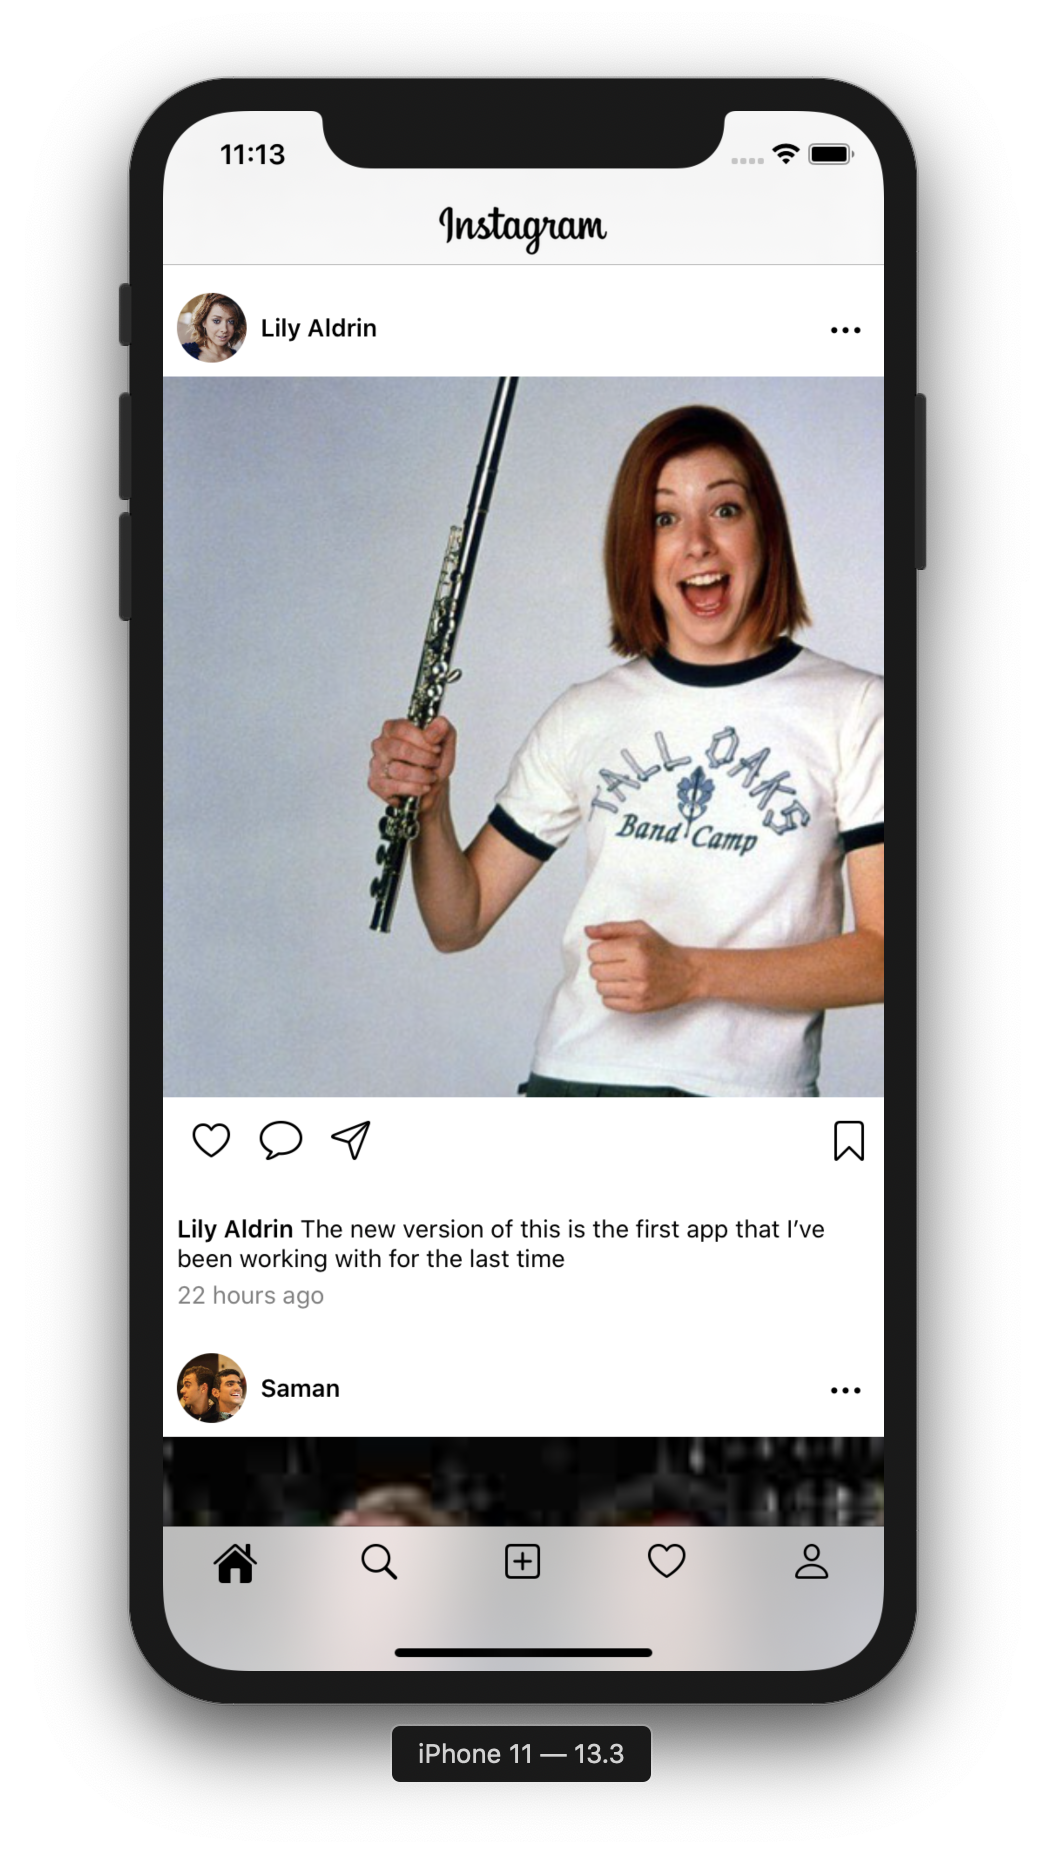 11:13
Instagram
Lily Aldrin
TALL OAKS
Band Camp
Lily Aldrin The new version of this is the first app that I’ve
been working with for the last time
22 hours ago
Saman
iPhone 11 — 13.3